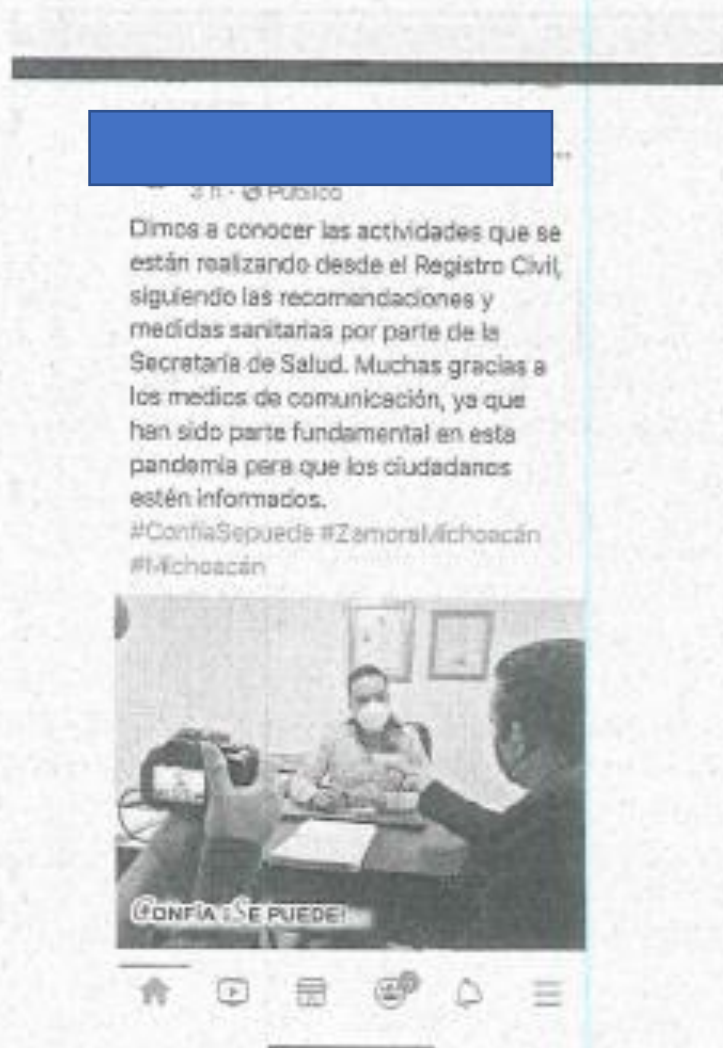 3 h · Público
Dimos a conocer las actividades que se
están realizando desde el Registro Civil,
siguiendo las recomendaciones y
medidas sanitarias por parte de la
Secretaría de Salud. Muchas gracias a
los medios de comunicación, ya que
han sido parte fundamental en esta
pandemia para que los ciudadanos
estén informados.
#ConfíaSepuede #ZamoraMichoacán
#Michoacán
CONFÍA ¡SE PUEDE!